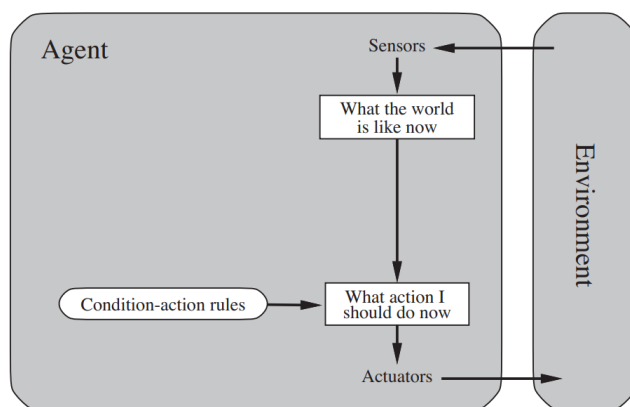 Agent
Sensors
What the world
is like now
Condition-action rules
What action I
should do now
Actuators
Environment